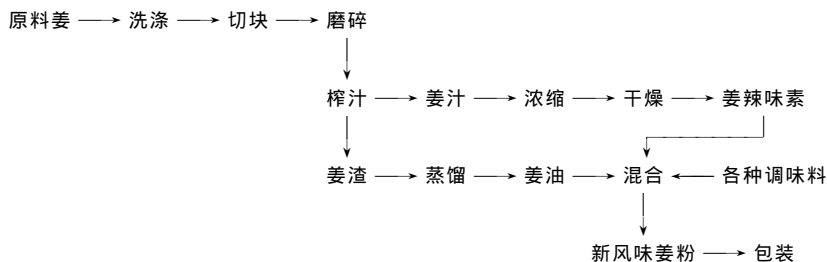 原料姜 洗涤 切块 磨碎
榨汁 姜汁 浓缩 干燥 姜辣味素
姜渣 蒸馏 姜油 混合 各种调味料
新风味姜粉 包装